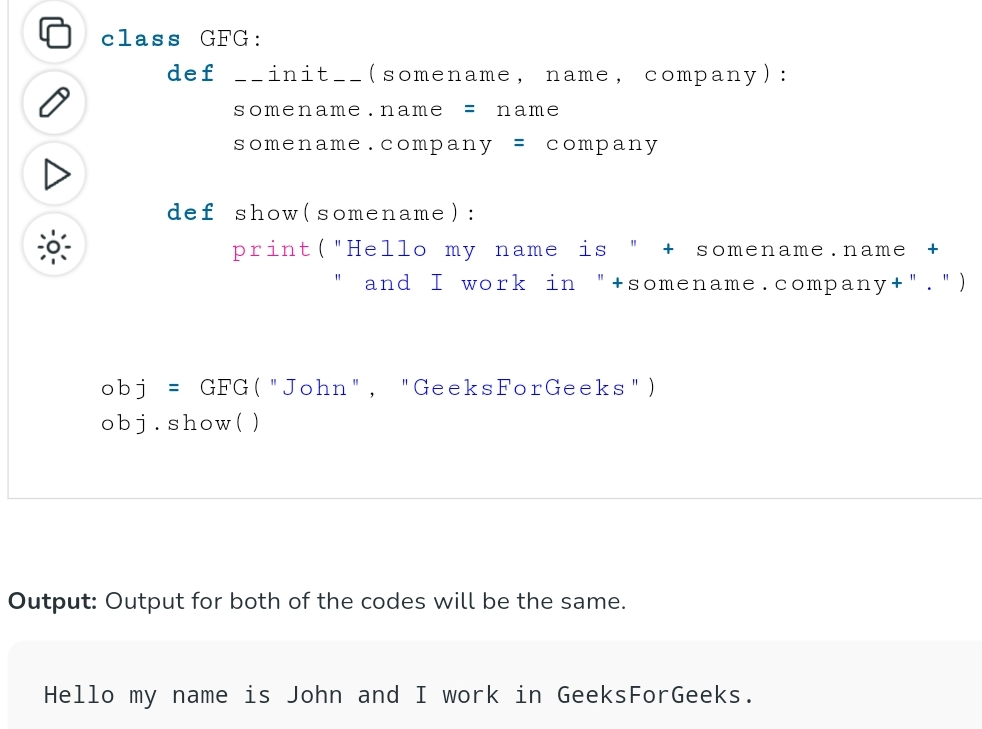 class GFG:
    def __init__(somename, name, company):
        somename.name = name
        somename.company = company
    def show(somename):
        print("Hello my name is " + somename.name +
              " and I work in "+somename.company+".")
obj = GFG("John", "GeeksForGeeks")
obj.show()
Output: Output for both of the codes will be the same.
Hello my name is John and I work in GeeksForGeeks.